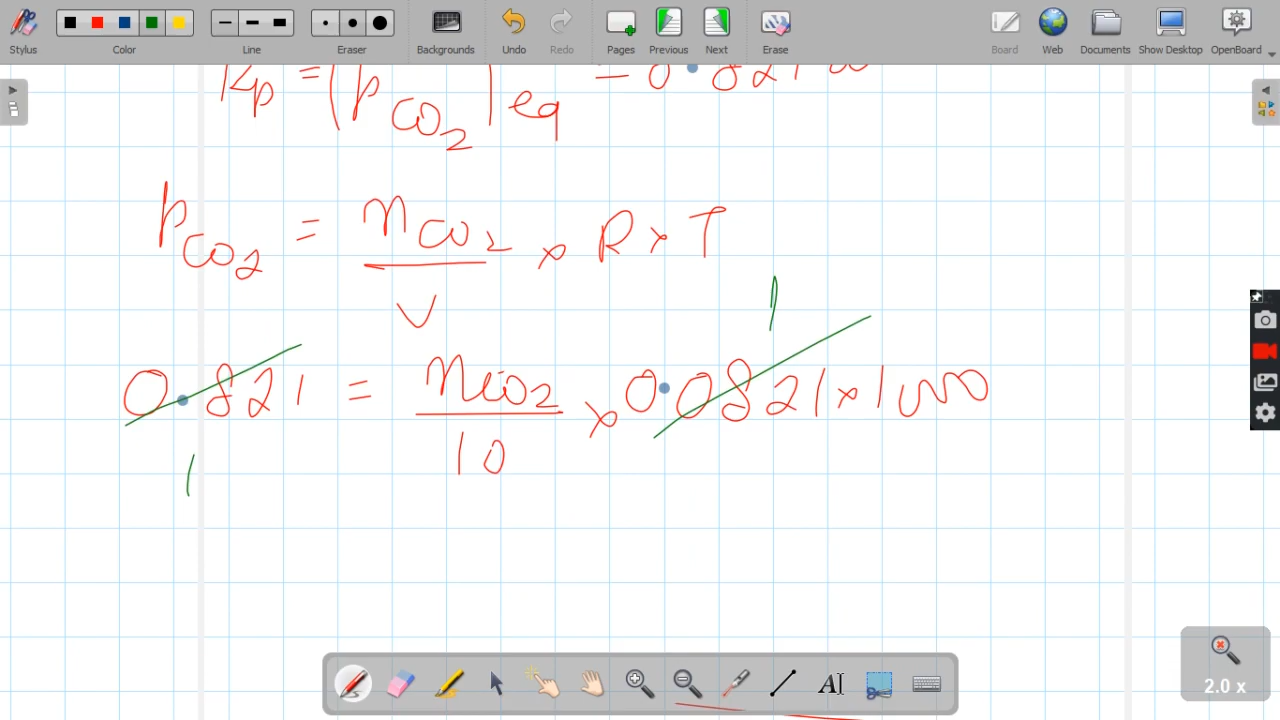 Stylus Color Line Eraser Backgrounds Undo Redo Pages Previous Next Erase Board Web Documents Show Desktop OpenBoard
Kp = (pCO2)eq = 0.821
pCO2 = nCO2/V × R × T
1
0.821 = nCO2/10 × 0.0821 × 1000
1
2.0 x